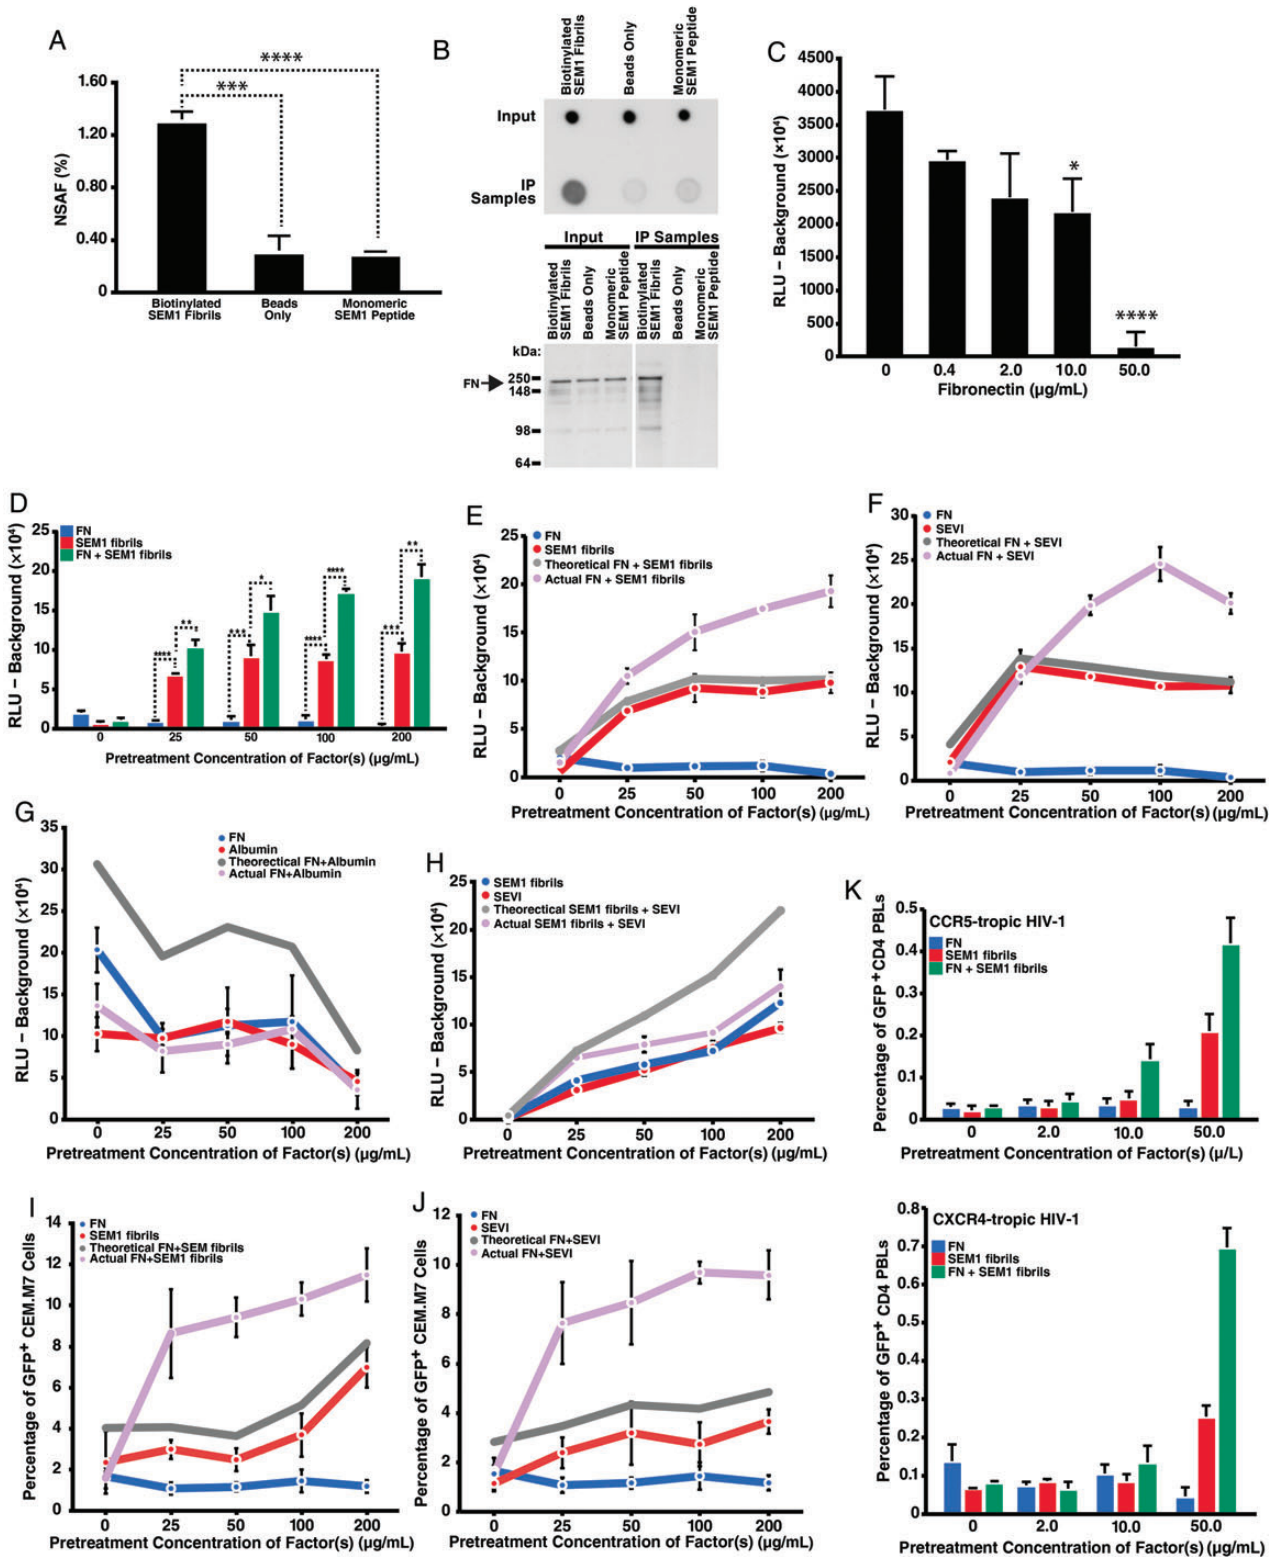 A
NSAF (%)
1.60
1.20
0.40
0
****
***
Biotinylated
SEM1 Fibrils
Beads
Only
Monomeric
SEM1 Peptide
B
Biotinylated
SEM1 Fibrils
Beads Only
Monomeric
SEM1 Peptide
Input
IP
Samples
Input
IP Samples
Biotinylated
SEM1 Fibrils
Beads Only
Monomeric
SEM1 Peptide
Biotinylated
SEM1 Fibrils
Beads Only
Monomeric
SEM1 Peptide
kDa:
FN
250
148
98
64
C
RLU – Background (×10⁴)
4500
4000
3500
3000
2500
2000
1500
1000
500
0
*
****
0 0.4 2.0 10.0 50.0
Fibronectin (µg/mL)
D
FN
SEM1 fibrils
FN + SEM1 fibrils
RLU – Background (×10⁴)
25
20
15
10
5
0
**** **
*** *
**** ****
*** **
0 25 50 100 200
Pretreatment Concentration of Factor(s) (µg/mL)
E
FN
SEM1 fibrils
Theoretical FN + SEM1 fibrils
Actual FN + SEM1 fibrils
RLU – Background (×10⁴)
25
20
15
10
5
0
0 25 50 100 200
Pretreatment Concentration of Factor(s) (µg/mL)
F
FN
SEVI
Theoretical FN + SEVI
Actual FN + SEVI
RLU – Background (×10⁴)
30
25
20
15
10
5
0
0 25 50 100 200
Pretreatment Concentration of Factor(s) (µg/mL)
G
FN
Albumin
Theorectical FN+Albumin
Actual FN+Albumin
RLU – Background (×10⁴)
35
30
25
20
15
10
5
0
0 25 50 100 200
Pretreatment Concentration of Factor(s) (µg/mL)
H
SEM1 fibrils
SEVI
Theorectical SEM1 fibrils + SEVI
Actual SEM1 fibrils + SEVI
RLU – Background (×10⁴)
25
20
15
10
5
0
0 25 50 100 200
Pretreatment Concentration of Factor(s) (µg/mL)
K
CCR5-tropic HIV-1
FN
SEM1 fibrils
FN + SEM1 fibrils
Percentage of GFP⁺CD4 PBLs
0.5
0.4
0.3
0.2
0.1
0
0 2.0 10.0 50.0
Pretreatment Concentration of Factor(s) (µ/L)
I
FN
SEM1 fibrils
Theoretical FN+SEM fibrils
Actual FN+SEM1 fibrils
Percentage of GFP⁺ CEM.M7 Cells
14
12
10
8
6
4
2
0
0 25 50 100 200
Pretreatment Concentration of Factor(s) (µg/mL)
J
FN
SEVI
Theoretical FN+SEVI
Actual FN+SEVI
Percentage of GFP⁺ CEM.M7 Cells
12
10
8
6
4
2
0
0 25 50 100 200
Pretreatment Concentration of Factor(s) (µg/mL)
CXCR4-tropic HIV-1
FN
SEM1 fibrils
FN + SEM1 fibrils
Percentage of GFP⁺ CD4 PBLs
0.8
0.7
0.6
0.5
0.4
0.3
0.2
0.1
0
0 2.0 10.0 50.0
Pretreatment Concentration of Factor(s) (µg/mL)